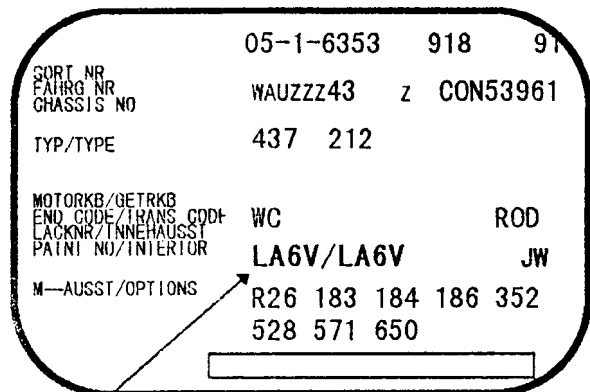 05-1-6353 918 91
SORT NR
FAHRG NR
CHASSIS NO
WAUZZZ43 Z CON53961
TYP/TYPE
437 212
MOTORKB/GETRKB
END CODE/TRANS CODE
LACKNR/INNEHAUSST
PAINT NO/INTERIOR
WC ROD
LA6V/LA6V JW
M-AUSST/OPTIONS
R26 183 184 186 352
528 571 650